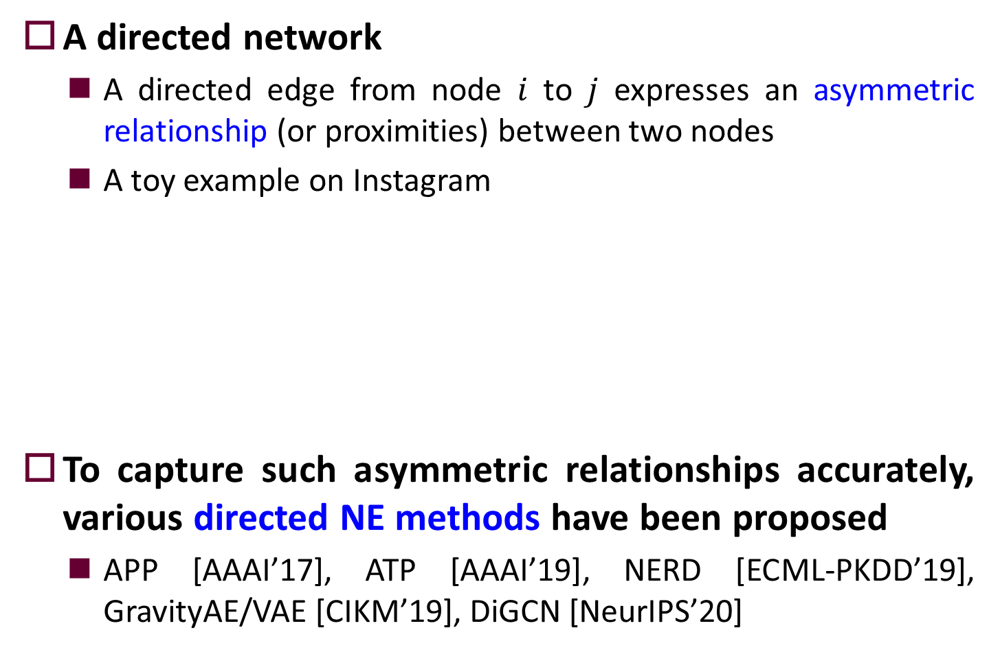 A directed network
A directed edge from node 𝑖 to 𝑗 expresses an asymmetric
relationship (or proximities) between two nodes
A toy example on Instagram
To capture such asymmetric relationships accurately,
various directed NE methods have been proposed
APP [AAAI’17], ATP [AAAI’19], NERD [ECML-PKDD’19],
GravityAE/VAE [CIKM’19], DiGCN [NeurIPS’20]